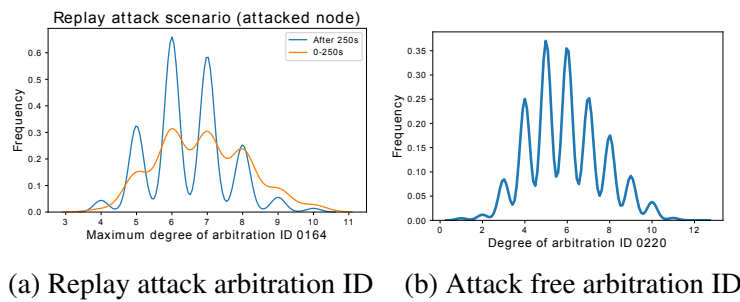 Replay attack scenario (attacked node)
After 250s
0-250s
Frequency
0.6
0.5
0.4
0.3
0.2
0.1
0.0
3 4 5 6 7 8 9 10 11
Maximum degree of arbitration ID 0164
Frequency
0.35
0.30
0.25
0.20
0.15
0.10
0.05
0.00
0 2 4 6 8 10 12
Degree of arbitration ID 0220
(a) Replay attack arbitration ID
(b) Attack free arbitration ID